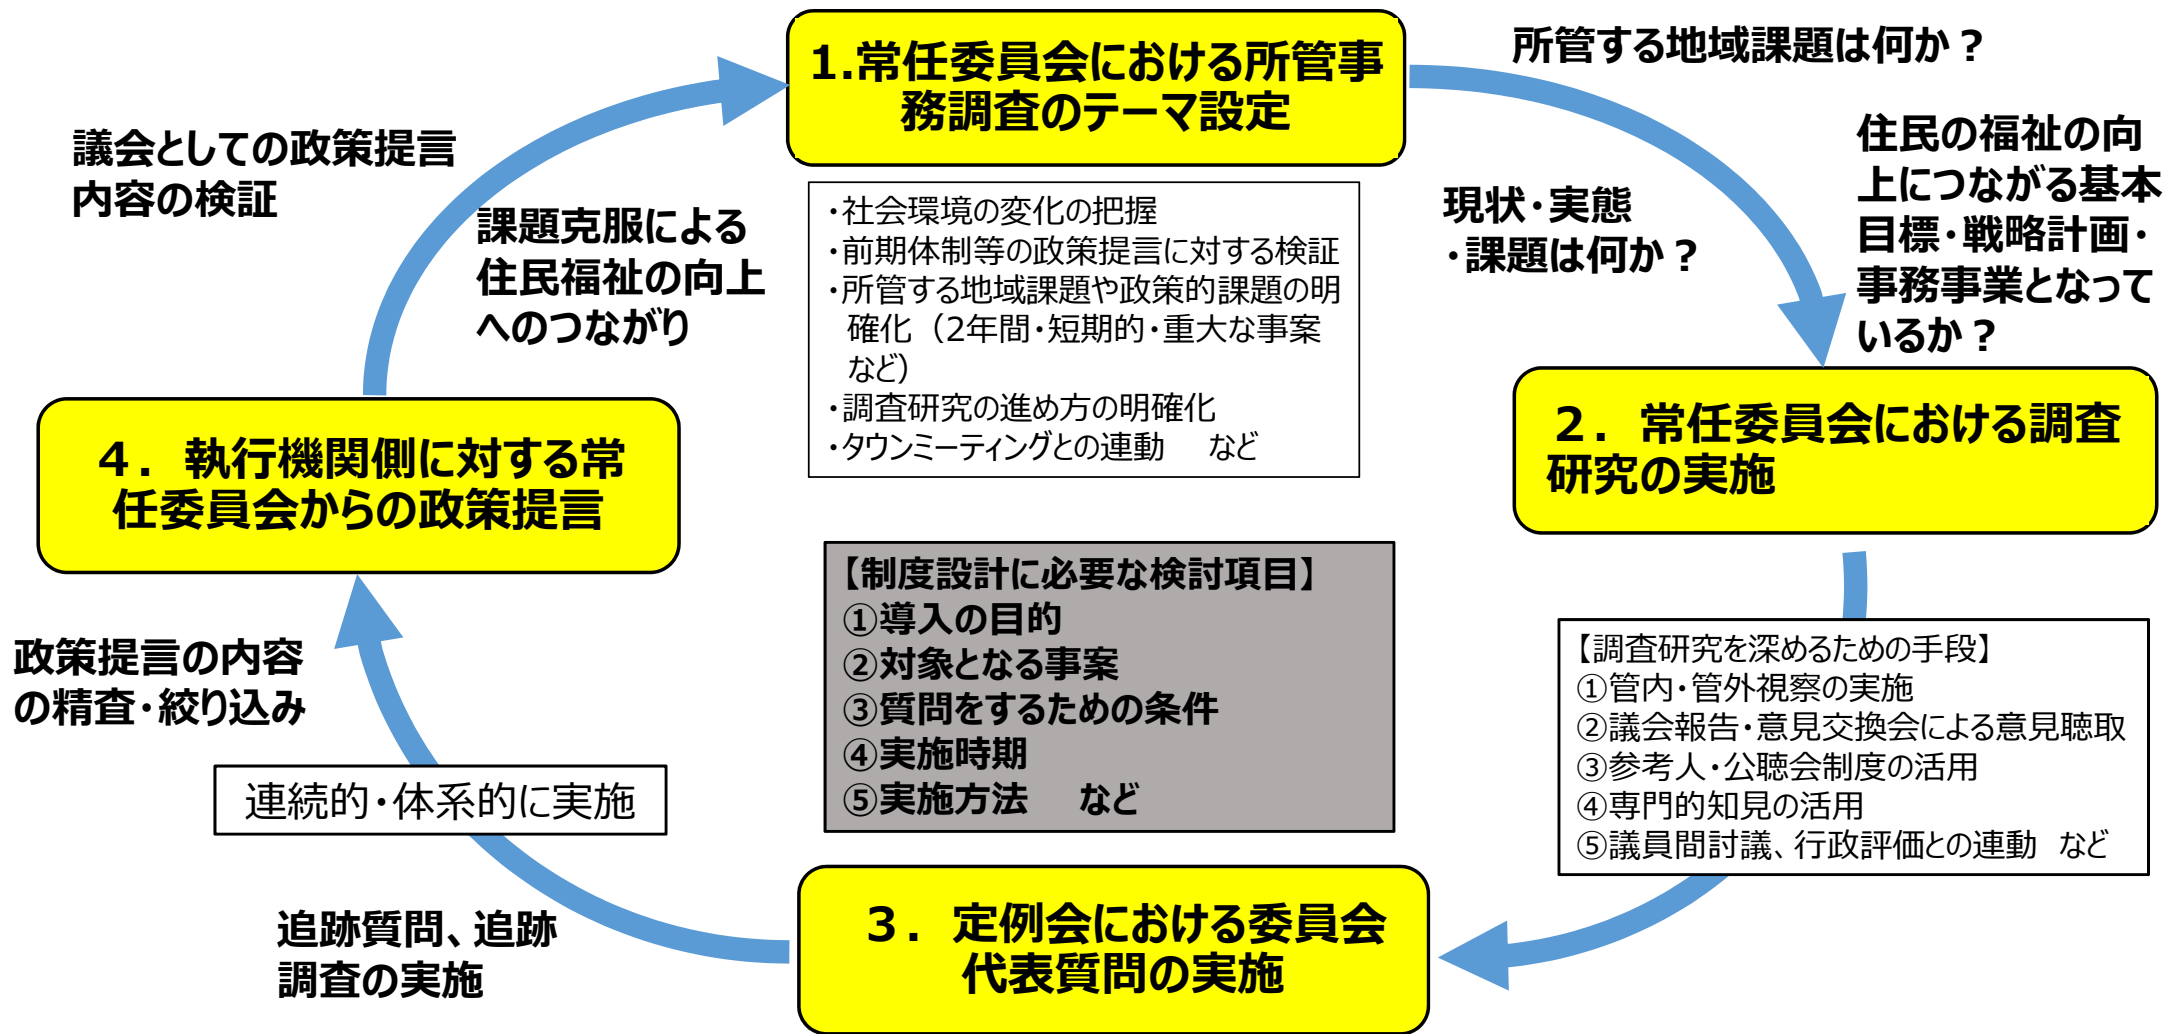 1.常任委員会における所管事
務調査のテーマ設定
所管する地域課題は何か？
住民の福祉の向
上につながる基本
目標・戦略計画・
事務事業となって
いるか？
現状・実態
・課題は何か？
議会としての政策提言
内容の検証
課題克服による
住民福祉の向上
へのつながり
・社会環境の変化の把握
・前期体制等の政策提言に対する検証
・所管する地域課題や政策的課題の明
確化（2年間・短期的・重大な事案
など）
・調査研究の進め方の明確化
・タウンミーティングとの連動　など
２．常任委員会における調査
研究の実施
４．執行機関側に対する常
任委員会からの政策提言
【制度設計に必要な検討項目】
①導入の目的
②対象となる事案
③質問をするための条件
④実施時期
⑤実施方法　など
【調査研究を深めるための手段】
①管内・管外視察の実施
②議会報告・意見交換会による意見聴取
③参考人・公聴会制度の活用
④専門的知見の活用
⑤議員間討議、行政評価との連動　など
政策提言の内容
の精査・絞り込み
連続的・体系的に実施
追跡質問、追跡
調査の実施
３．定例会における委員会
代表質問の実施